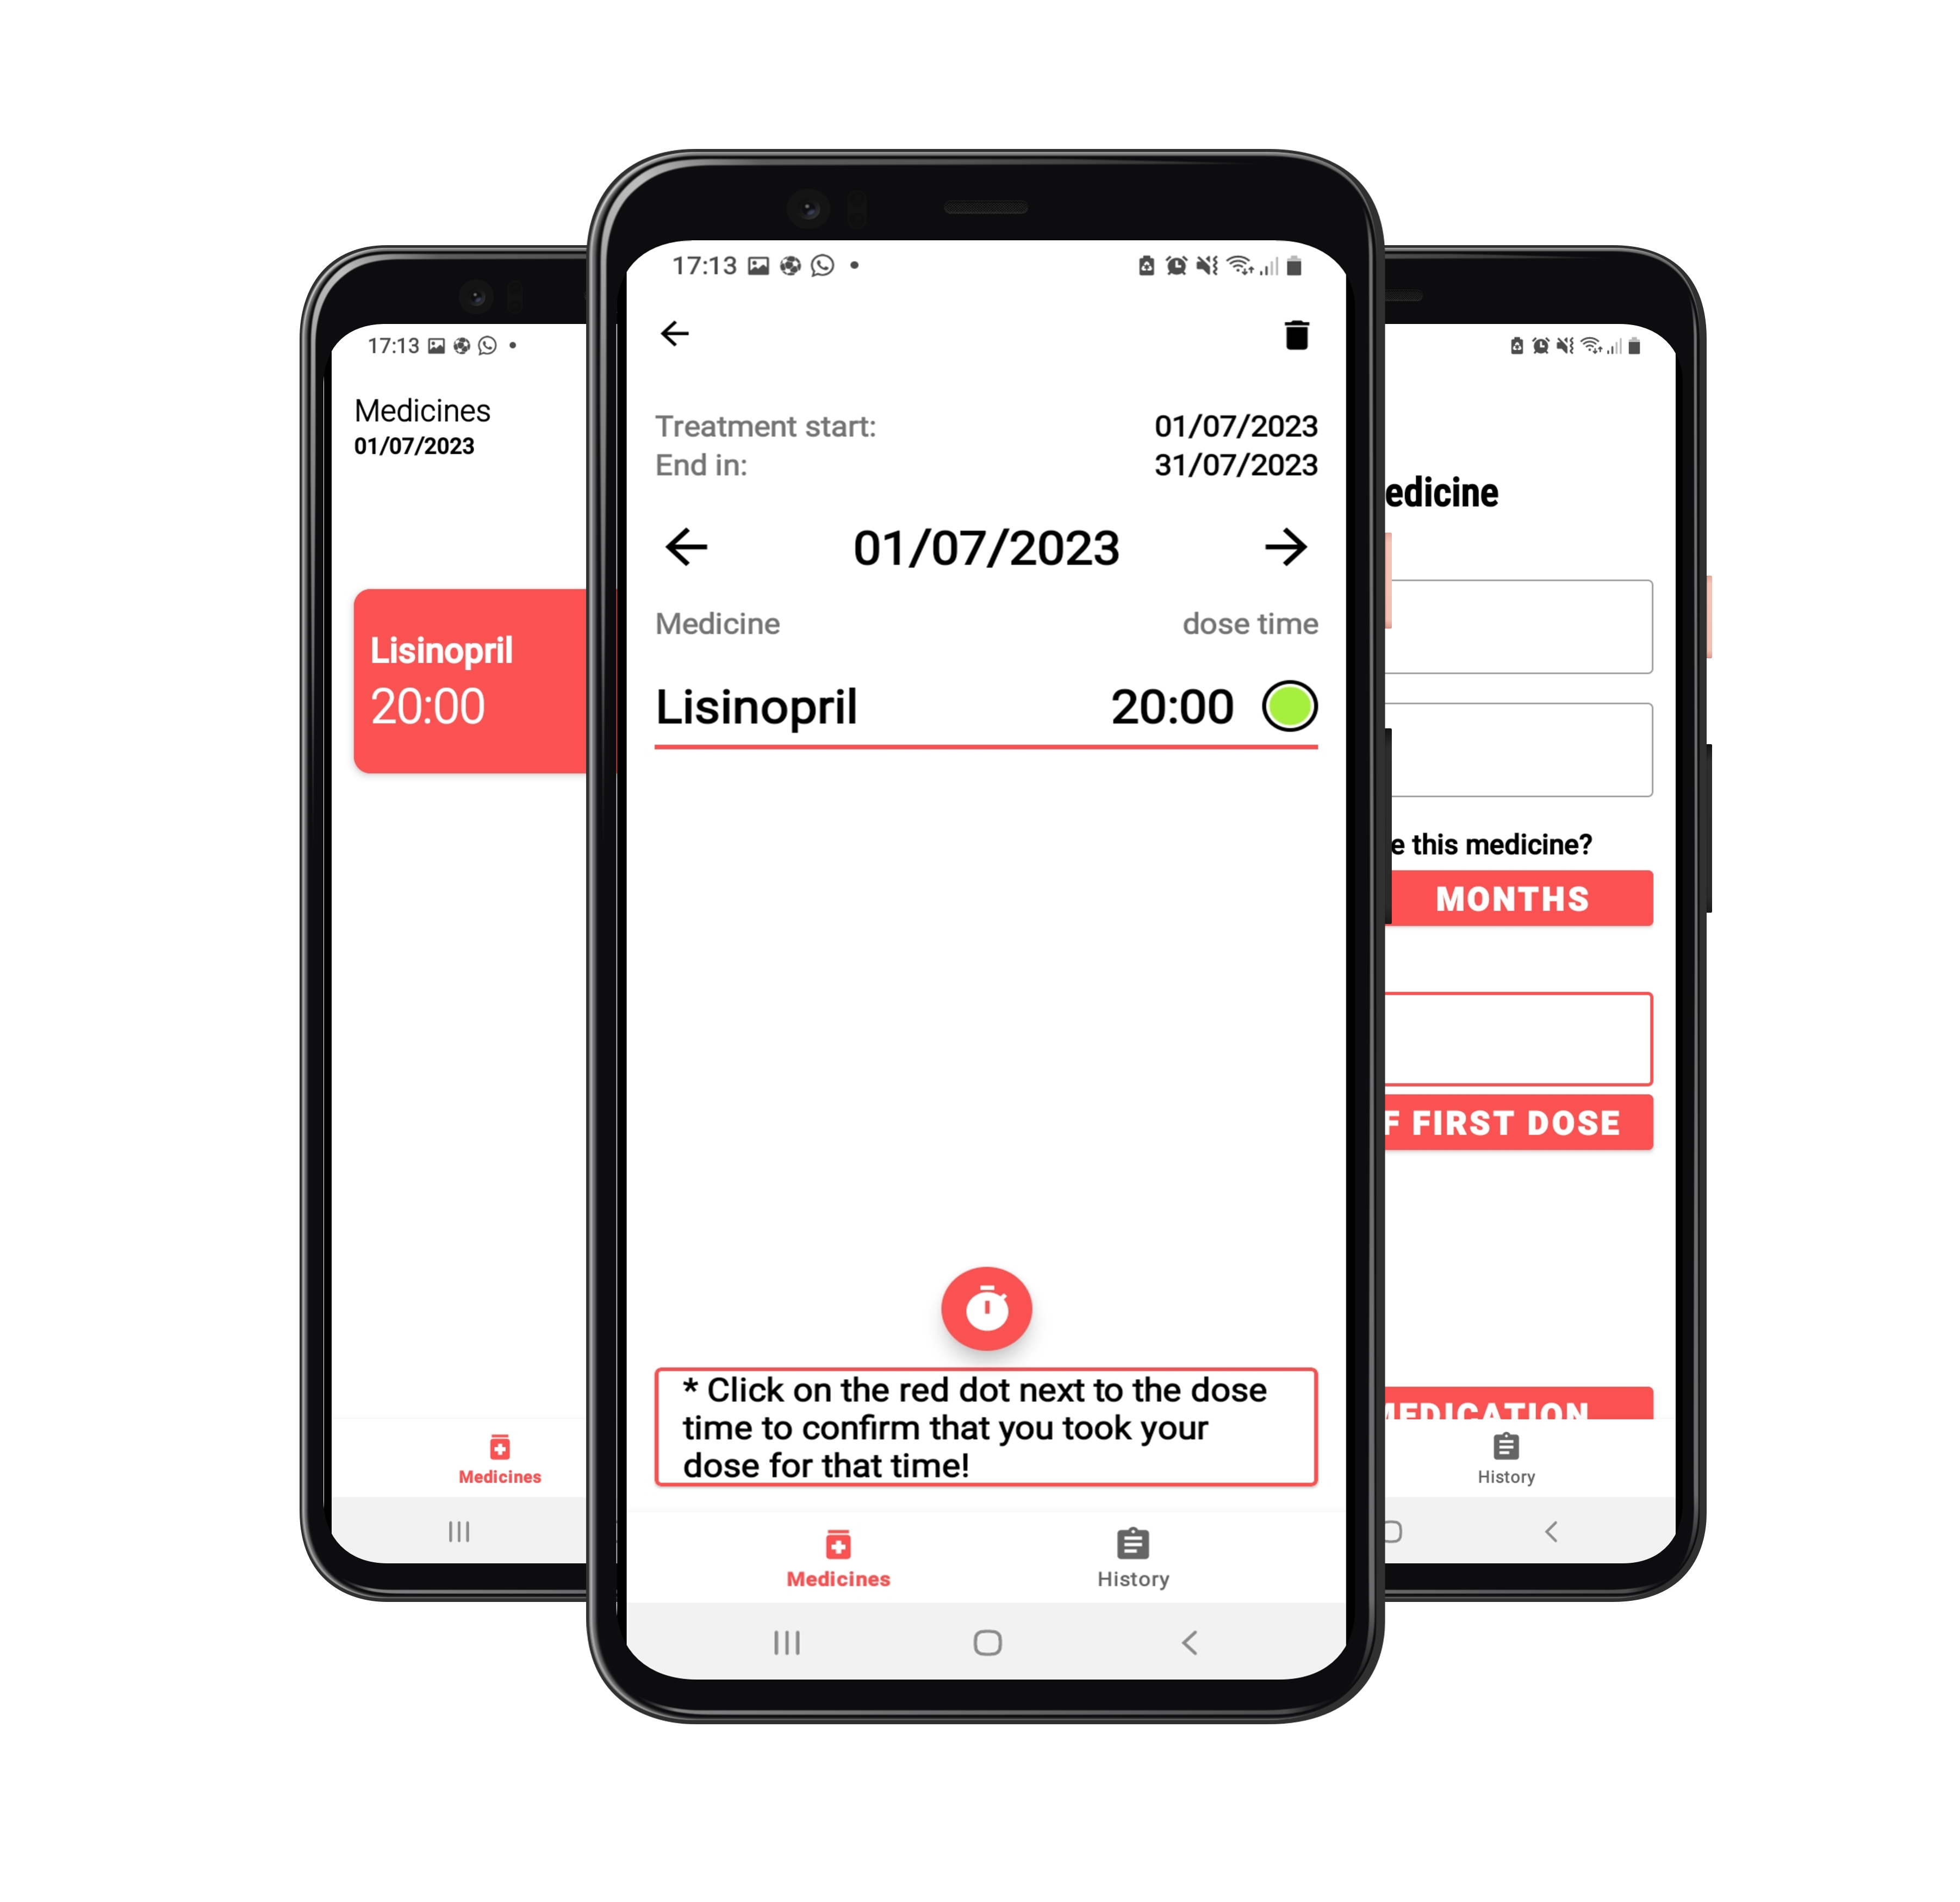 17:13
Medicines
01/07/2023
Lisinopril
20:00
Medicines
17:13
Treatment start: 01/07/2023
End in: 31/07/2023
01/07/2023
Medicine dose time
Lisinopril 20:00
* Click on the red dot next to the dose
time to confirm that you took your
dose for that time!
Medicines History
edicine
e this medicine?
MONTHS
F FIRST DOSE
MEDICATION
History